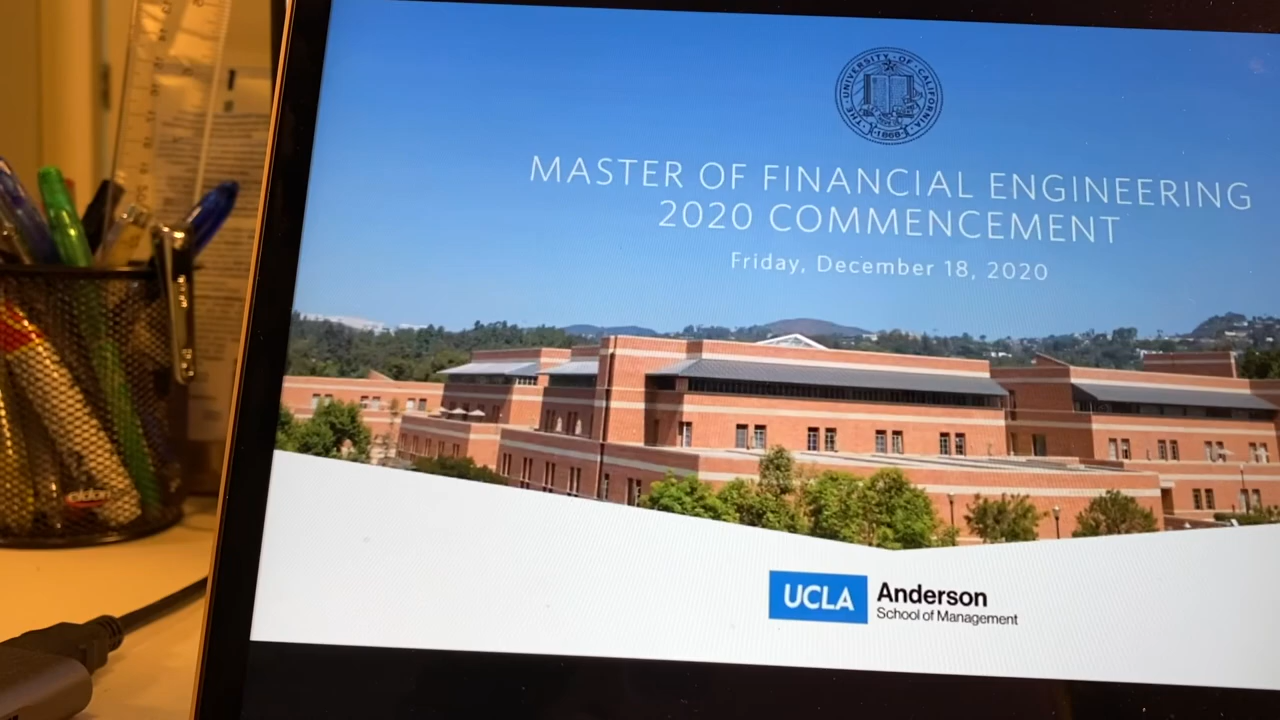 THE UNIVERSITY OF CALIFORNIA
1868
MASTER OF FINANCIAL ENGINEERING
2020 COMMENCEMENT
Friday, December 18, 2020
UCLA Anderson
School of Management